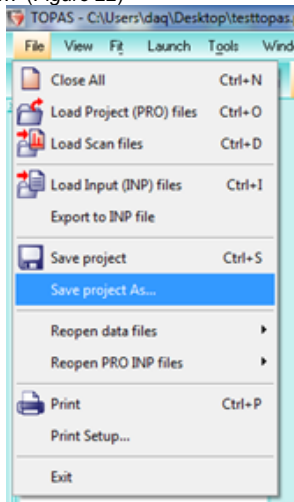 (Figure 22)
TOPAS - C:\Users\daq\Desktop\testtopas.
File View Fit Launch Tools Wind
Close All Ctrl+N
Load Project (PRO) files Ctrl+O
Load Scan files Ctrl+D
Load Input (INP) files Ctrl+I
Export to INP file
Save project Ctrl+S
Save project As...
Reopen data files
Reopen PRO INP files
Print Ctrl+P
Print Setup...
Exit